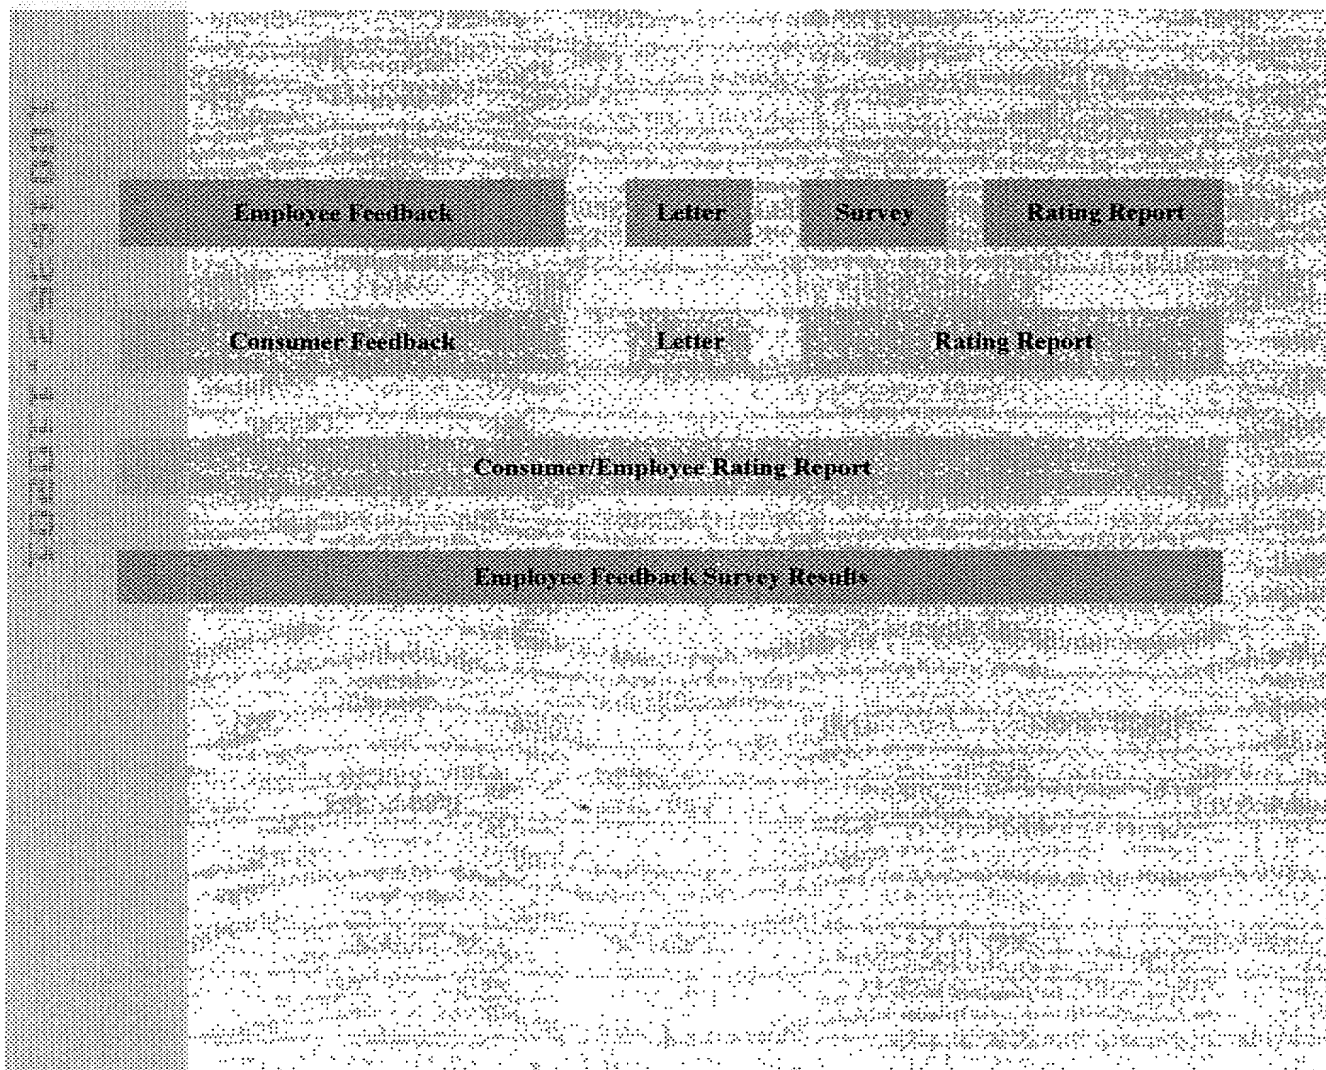 Employee Feedback Letter Survey Rating Report
Consumer Feedback Letter Rating Report
Consumer/Employee Rating Report
Employee Feedback Survey Results